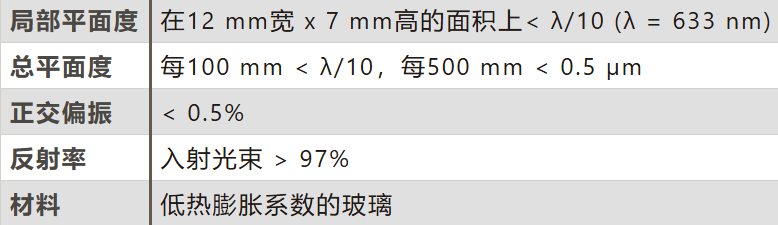 局部平面度 在12 mm宽 x 7 mm高的面积上< λ/10 (λ = 633 nm)
总平面度 每100 mm < λ/10，每500 mm < 0.5 μm
正交偏振 < 0.5%
反射率 入射光束 > 97%
材料 低热膨胀系数的玻璃